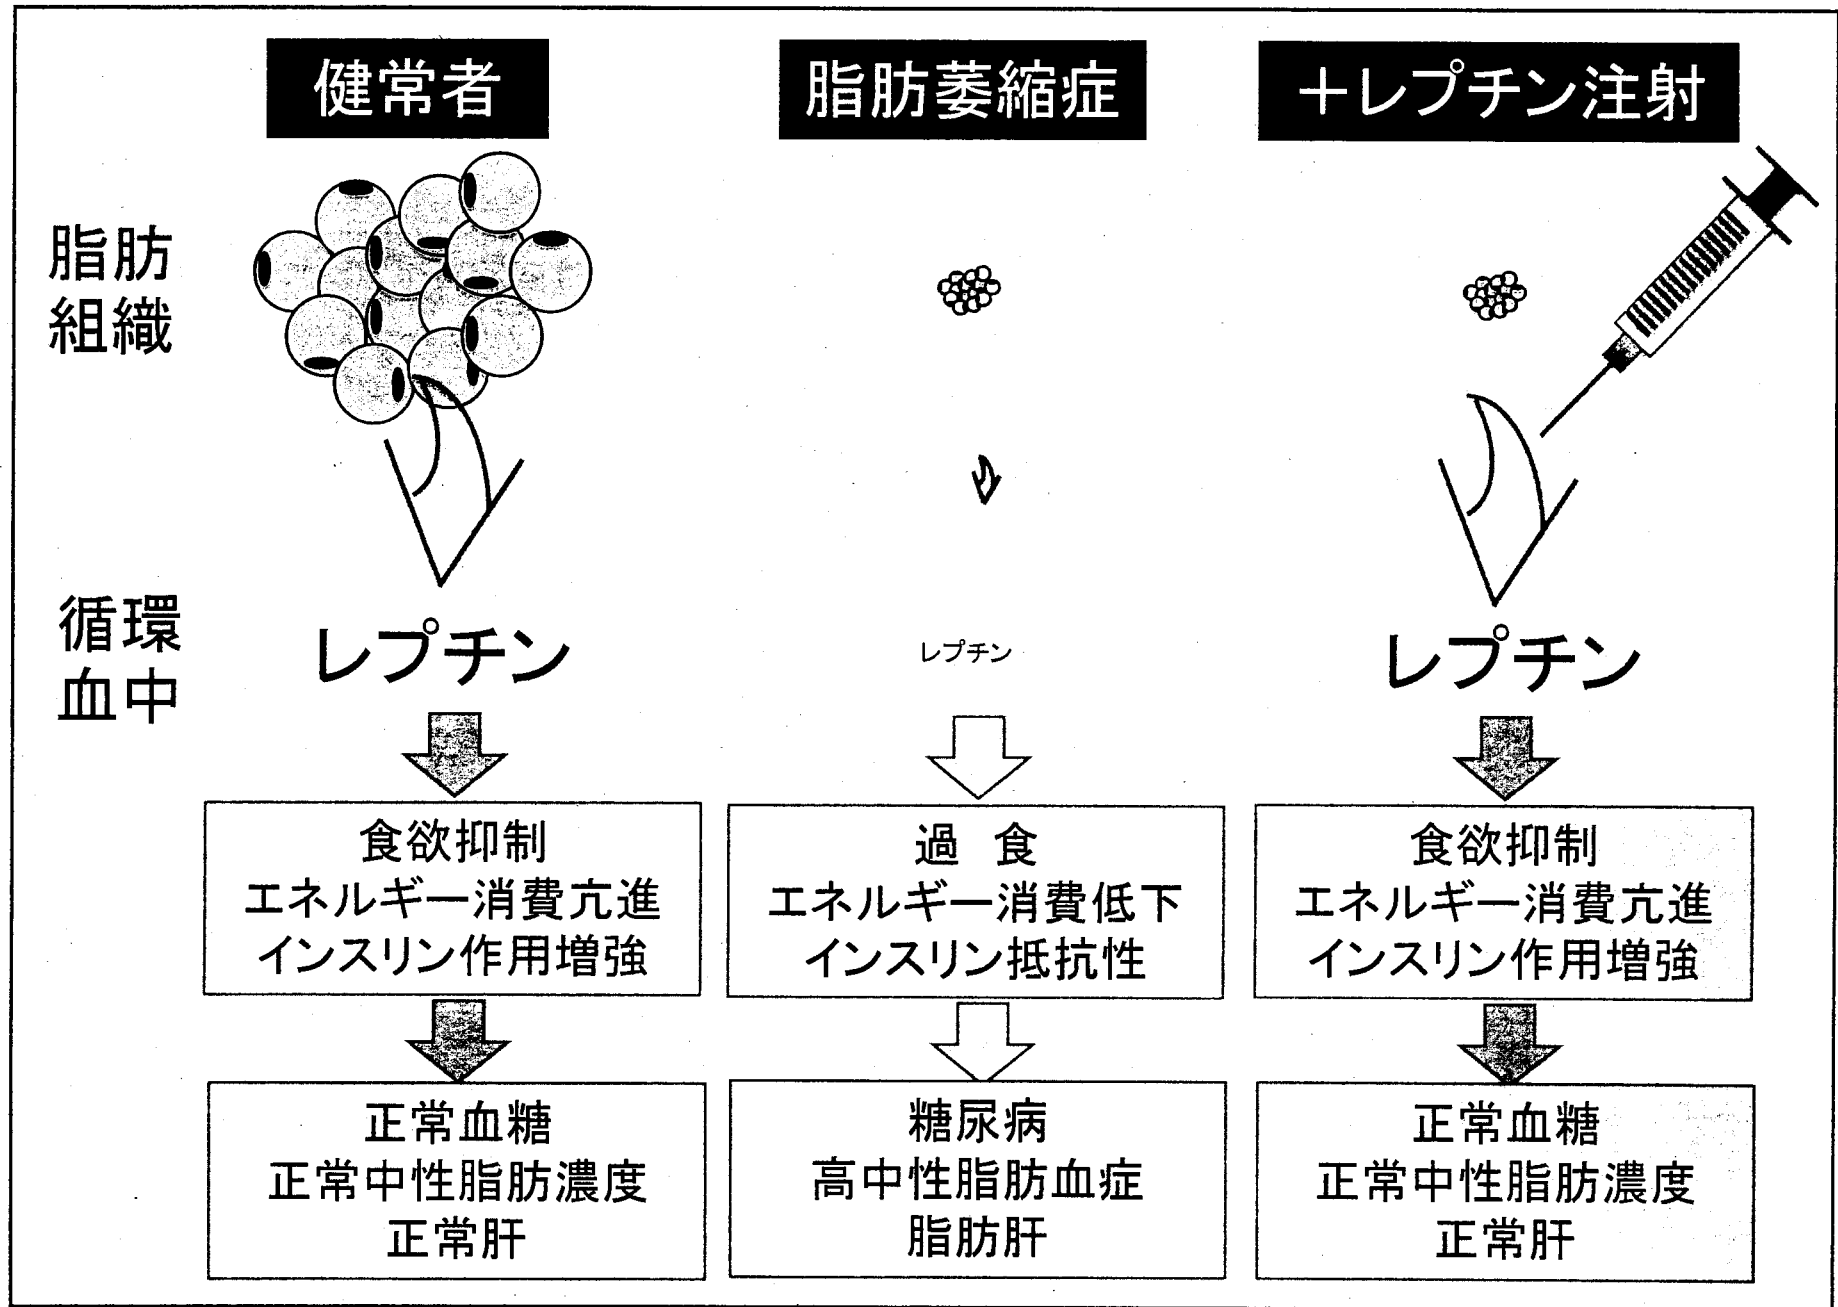 健常者
脂肪萎縮症
＋レプチン注射
脂肪
組織
循環
血中
レプチン
レプチン
レプチン
食欲抑制
エネルギー消費亢進
インスリン作用増強
過 食
エネルギー消費低下
インスリン抵抗性
食欲抑制
エネルギー消費亢進
インスリン作用増強
正常血糖
正常中性脂肪濃度
正常肝
糖尿病
高中性脂肪血症
脂肪肝
正常血糖
正常中性脂肪濃度
正常肝